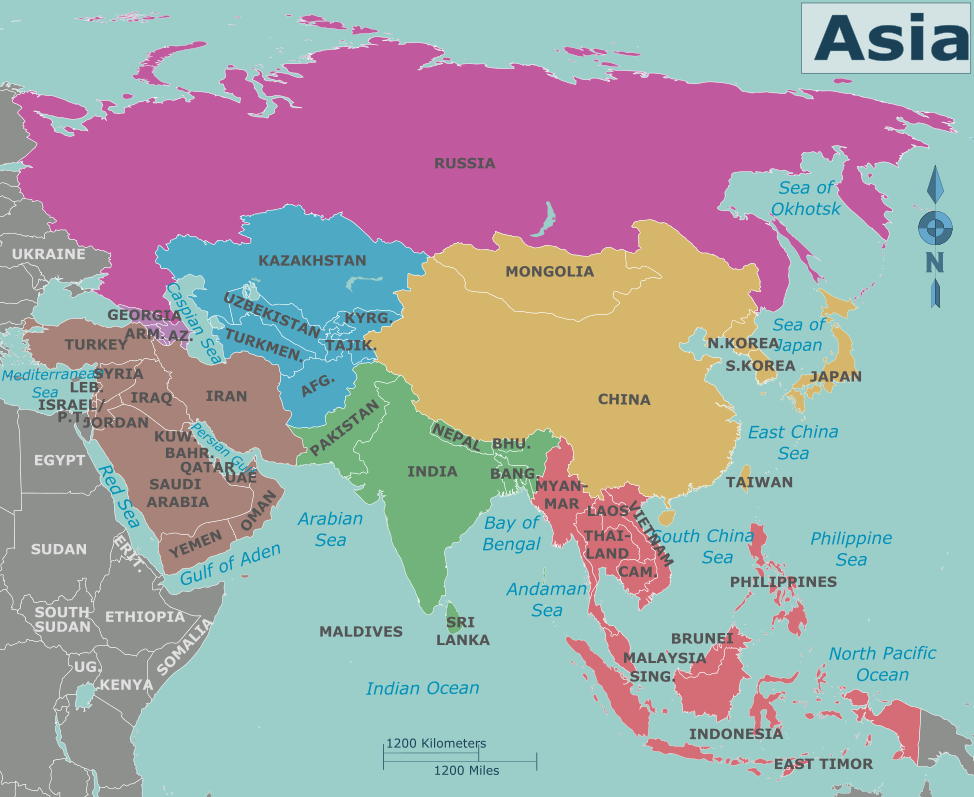 Asia
RUSSIA
Sea of
Okhotsk
N
UKRAINE
KAZAKHSTAN
MONGOLIA
GEORGIA
ARM.
AZ.
Caspian Sea
UZBEKISTAN
KYRG.
TURKMEN.
TAJIK.
TURKEY
Sea of
Japan
N.KOREA
S.KOREA
JAPAN
Mediterranean
Sea
SYRIA
LEB.
ISRAEL/
P.T.
JORDAN
IRAQ
IRAN
AFG.
PAKISTAN
CHINA
KUW.
BAHR.
QATAR
UAE
Persian Gulf
EGYPT
SAUDI
ARABIA
OMAN
YEMEN
Red Sea
NEPAL
BHU.
INDIA
BANG.
MYAN-
MAR
East China
Sea
TAIWAN
LAOS
VIETNAM
THAI-
LAND
CAM.
Arabian
Sea
Bay of
Bengal
South China
Sea
Philippine
Sea
SUDAN
ERIT.
Gulf of Aden
Andaman
Sea
PHILIPPINES
SOUTH
SUDAN
ETHIOPIA
SOMALIA
MALDIVES
SRI
LANKA
BRUNEI
MALAYSIA
SING.
North Pacific
Ocean
UG.
KENYA
Indian Ocean
INDONESIA
EAST TIMOR
1200 Kilometers
1200 Miles